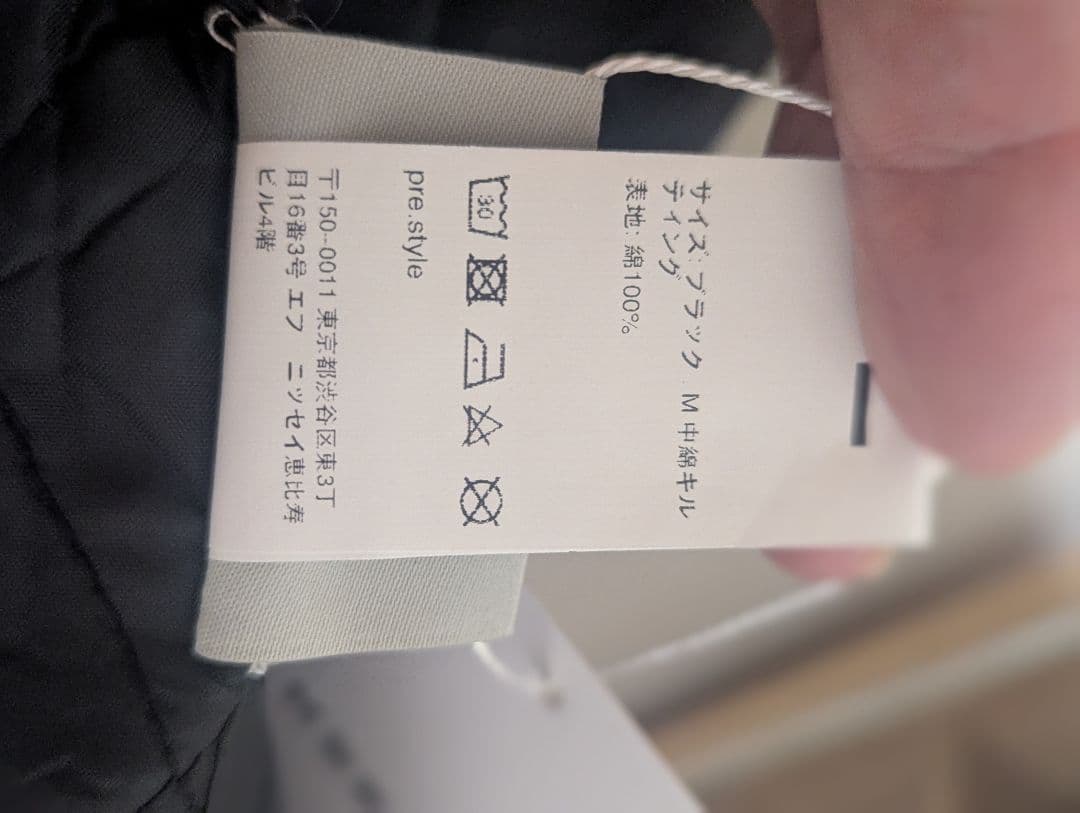 サイズ: ブラック . M 中綿キル
ティング
表地: 綿100%
30
pre.style
〒150-0011 東京都渋谷区東3丁
目16番3号 エフ ニッセイ恵比寿
ビル4階